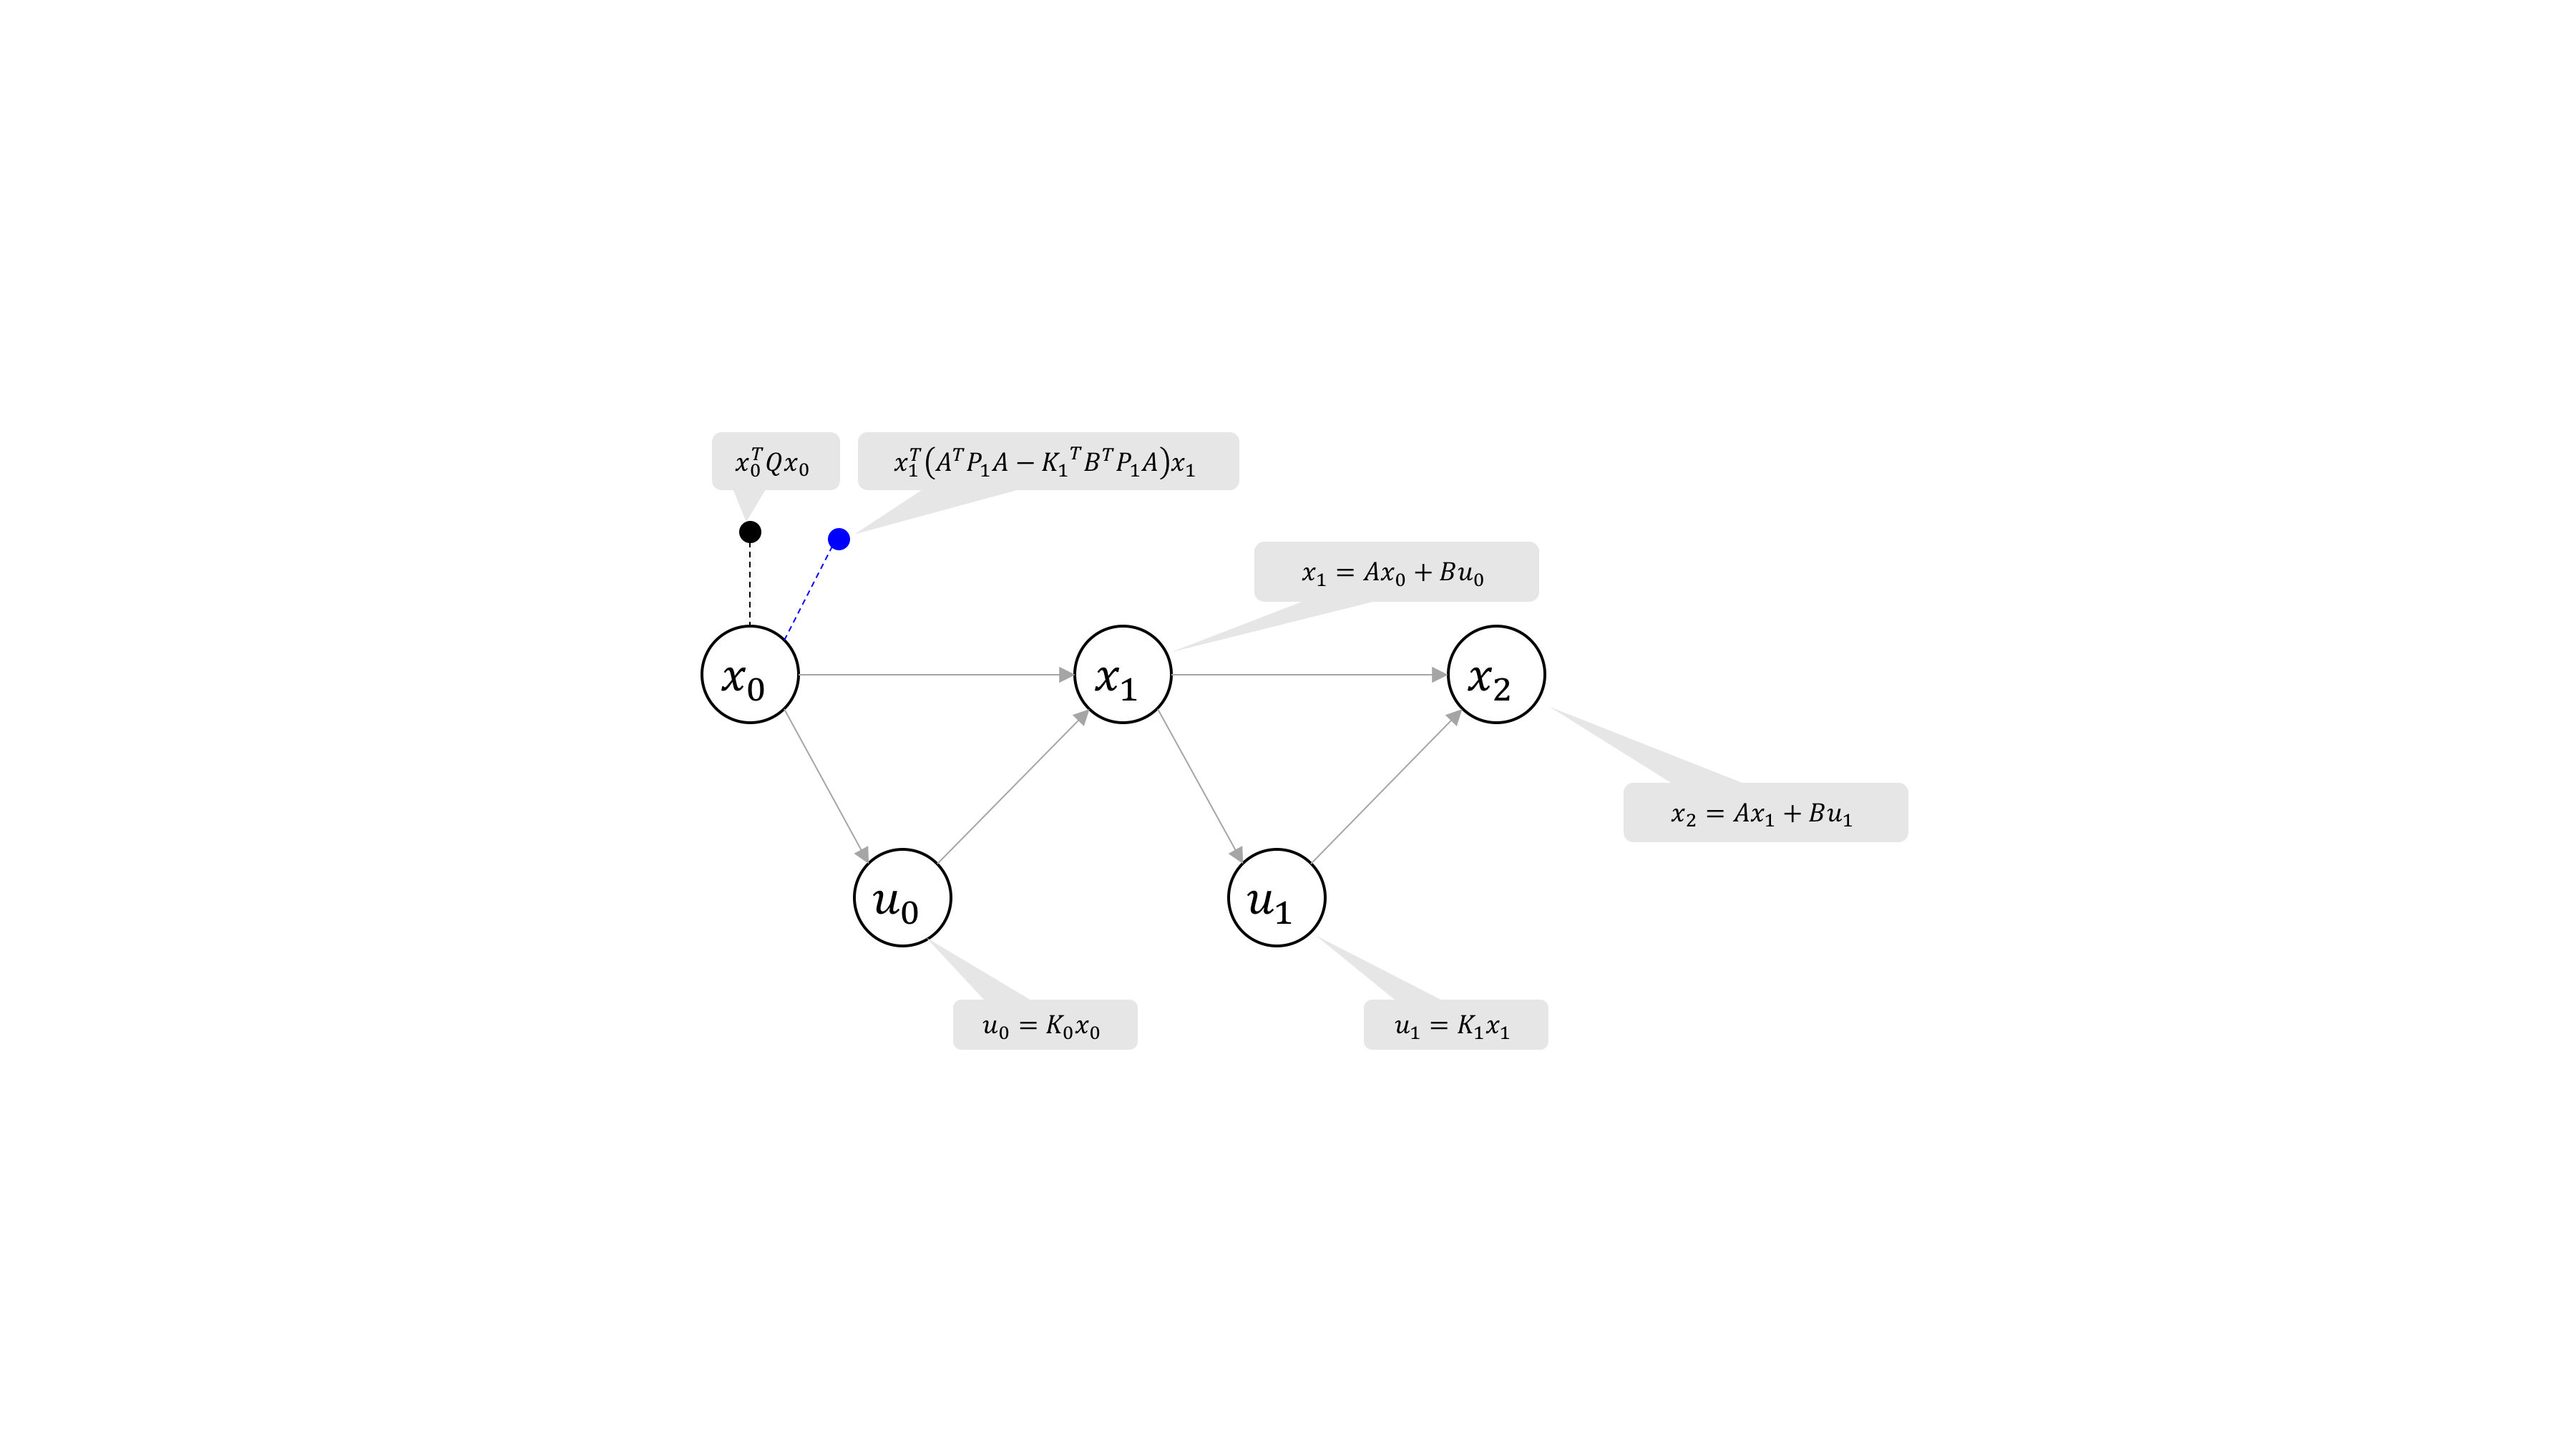 x_0^T Q x_0
x_1^T (A^T P_1 A − K_1^T B^T P_1 A) x_1
x_1 = Ax_0 + Bu_0
x_0
x_1
x_2
x_2 = Ax_1 + Bu_1
u_0
u_1
u_0 = K_0 x_0
u_1 = K_1 x_1